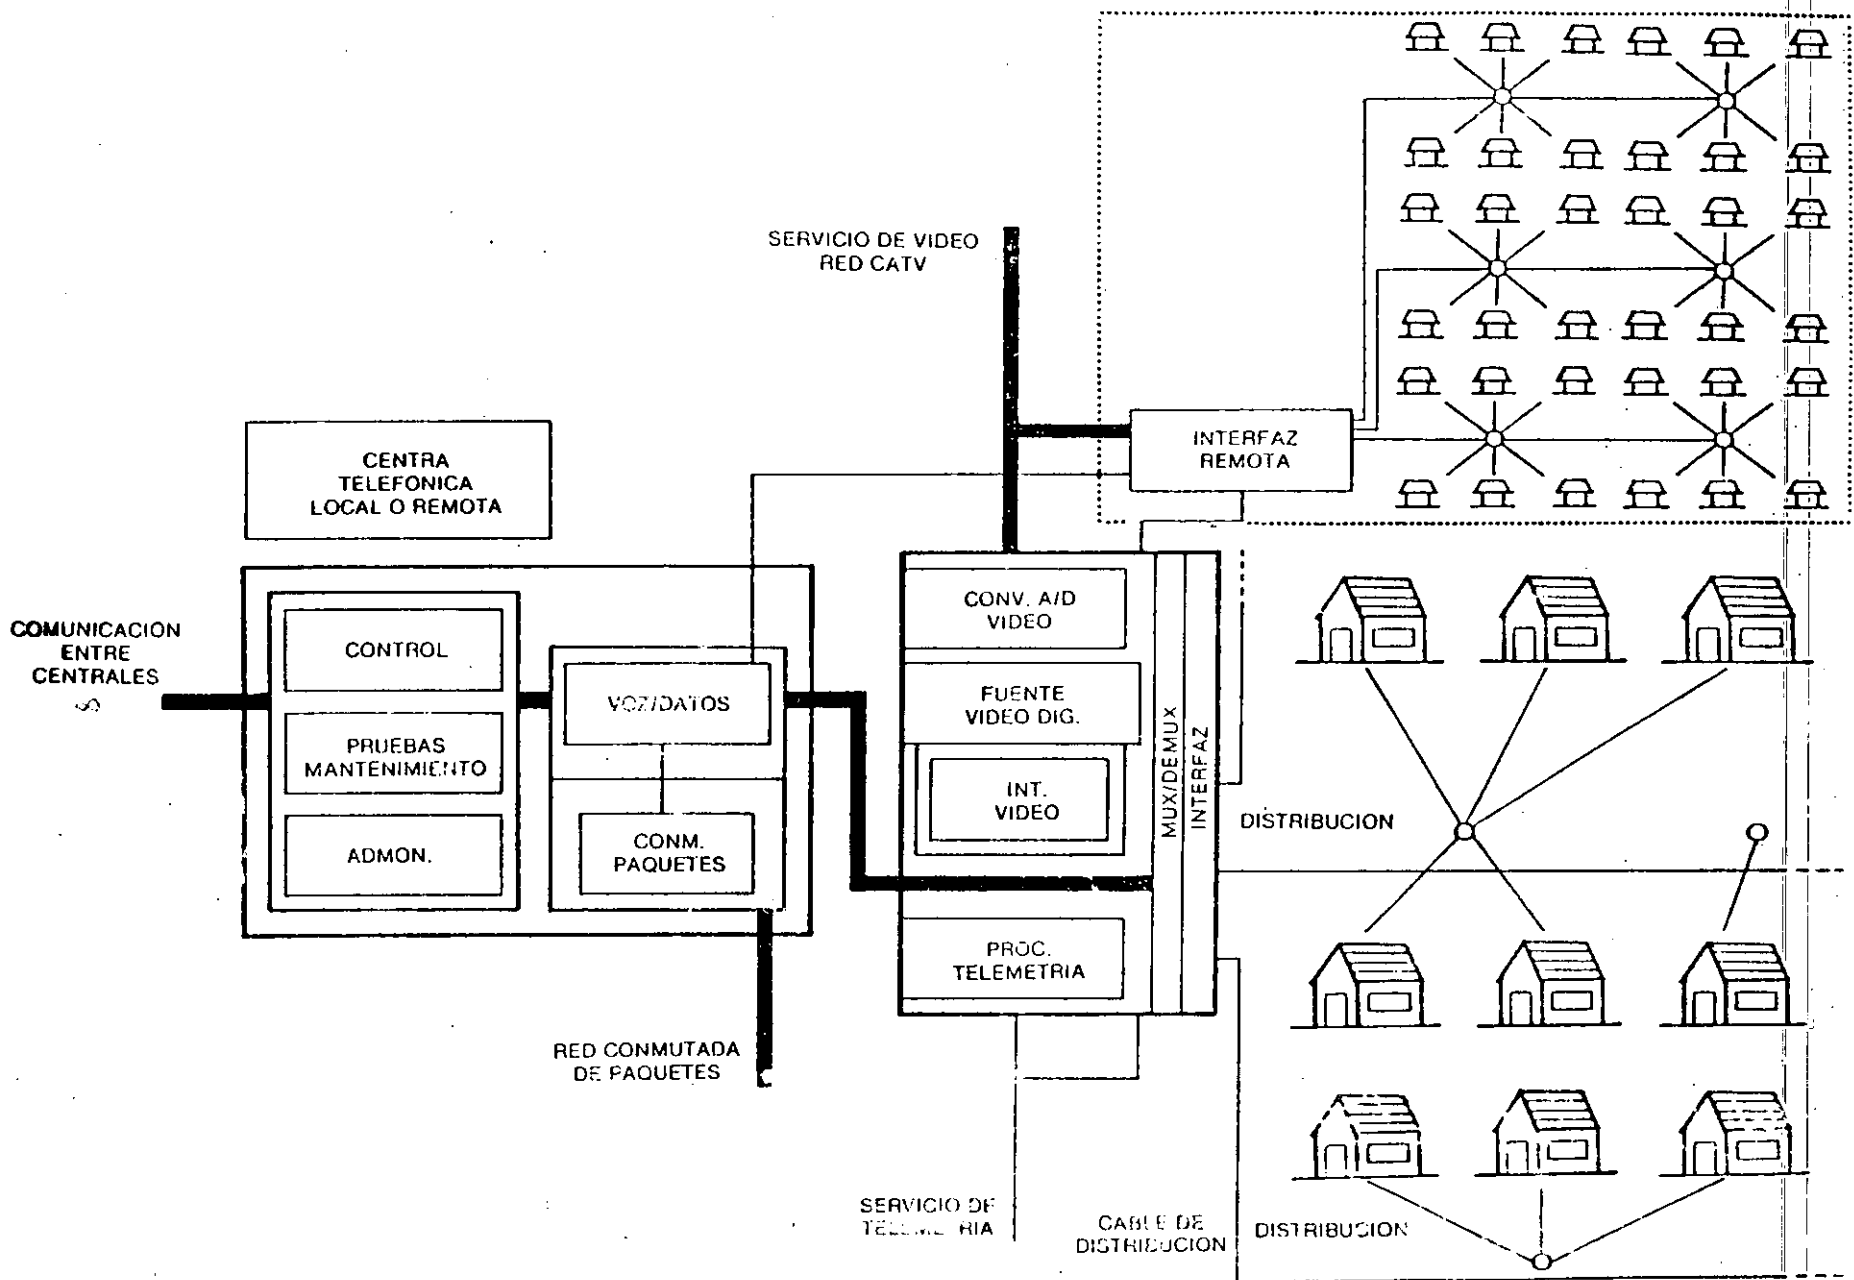 SERVICIO DE VIDEO
RED CATV
INTERFAZ
REMOTA
CENTRA
TELEFONICA
LOCAL O REMOTA
COMUNICACION
ENTRE
CENTRALES
CONTROL
PRUEBAS
MANTENIMIENTO
ADMON.
VOZ/DATOS
CONM.
PAQUETES
CONV. A/D
VIDEO
FUENTE
VIDEO DIG.
INT.
VIDEO
PROC.
TELEMETRIA
MUX/DEMUX
INTERFAZ
DISTRIBUCION
RED CONMUTADA
DE PAQUETES
SERVICIO DE
TELEMETRIA
CABLE DE
DISTRIBUCION
DISTRIBUCION